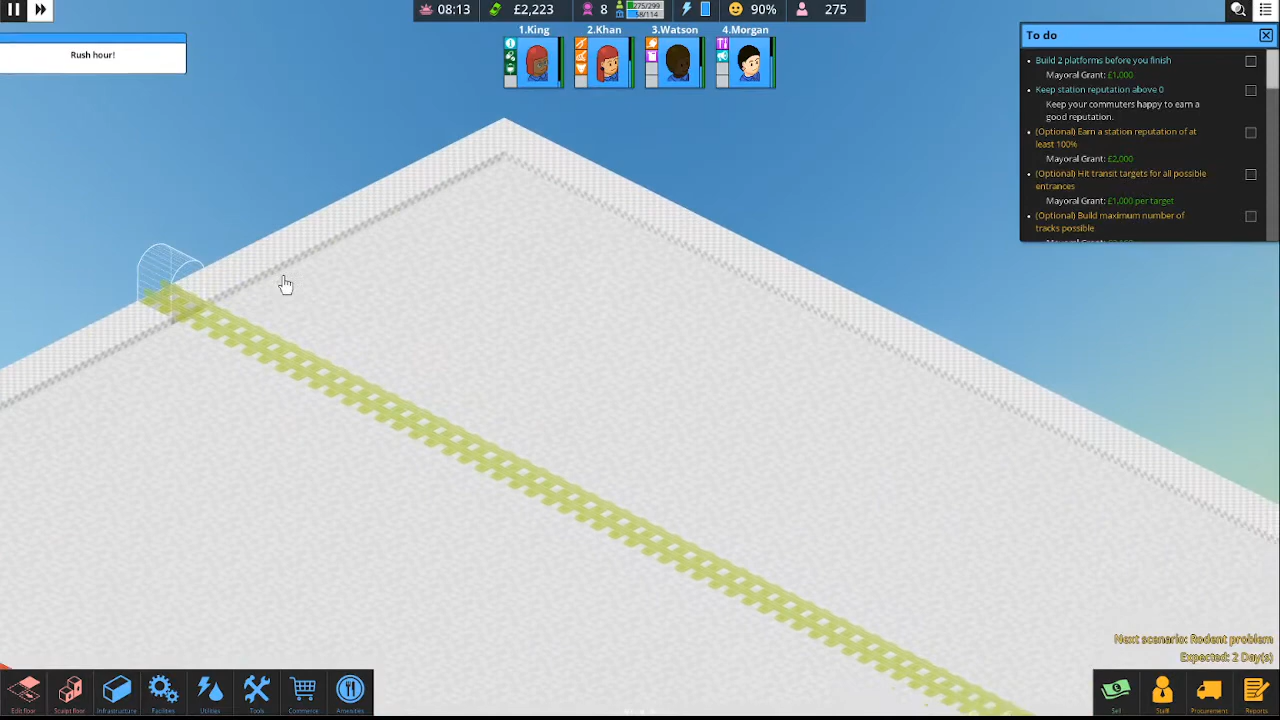 08:13
£2,223
8
275/299
58/114
90%
275
1.King
2.Khan
3.Watson
4.Morgan
Rush hour!
To do
Build 2 platforms before you finish
Mayoral Grant: £1,000
Keep station reputation above 0
Keep your commuters happy to earn a
good reputation.
(Optional) Earn a station reputation of at
least 100%
Mayoral Grant: £2,000
(Optional) Hit transit targets for all possible
entrances
Mayoral Grant: £1,000 per target
(Optional) Build maximum number of
tracks possible
Next scenario: Rodent problem
Expected: 2 Day(s)
Edit floor
Sculpt floor
Infrastructure
Facilities
Utilities
Tools
Commerce
Amenities
Sell
Staff
Procurement
Reports